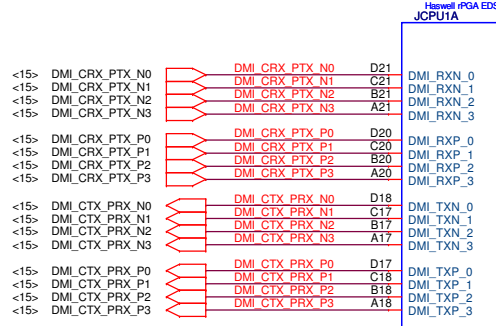 Haswell rPGA EDS
JCPU1A
<15> DMI_CRX_PTX_N0 DMI_CRX_PTX_N0 D21 DMI_RXN_0
<15> DMI_CRX_PTX_N1 DMI_CRX_PTX_N1 C21 DMI_RXN_1
<15> DMI_CRX_PTX_N2 DMI_CRX_PTX_N2 B21 DMI_RXN_2
<15> DMI_CRX_PTX_N3 DMI_CRX_PTX_N3 A21 DMI_RXN_3
<15> DMI_CRX_PTX_P0 DMI_CRX_PTX_P0 D20 DMI_RXP_0
<15> DMI_CRX_PTX_P1 DMI_CRX_PTX_P1 C20 DMI_RXP_1
<15> DMI_CRX_PTX_P2 DMI_CRX_PTX_P2 B20 DMI_RXP_2
<15> DMI_CRX_PTX_P3 DMI_CRX_PTX_P3 A20 DMI_RXP_3
<15> DMI_CTX_PRX_N0 DMI_CTX_PRX_N0 D18 DMI_TXN_0
<15> DMI_CTX_PRX_N1 DMI_CTX_PRX_N1 C17 DMI_TXN_1
<15> DMI_CTX_PRX_N2 DMI_CTX_PRX_N2 B17 DMI_TXN_2
<15> DMI_CTX_PRX_N3 DMI_CTX_PRX_N3 A17 DMI_TXN_3
<15> DMI_CTX_PRX_P0 DMI_CTX_PRX_P0 D17 DMI_TXP_0
<15> DMI_CTX_PRX_P1 DMI_CTX_PRX_P1 C18 DMI_TXP_1
<15> DMI_CTX_PRX_P2 DMI_CTX_PRX_P2 B18 DMI_TXP_2
<15> DMI_CTX_PRX_P3 DMI_CTX_PRX_P3 A18 DMI_TXP_3